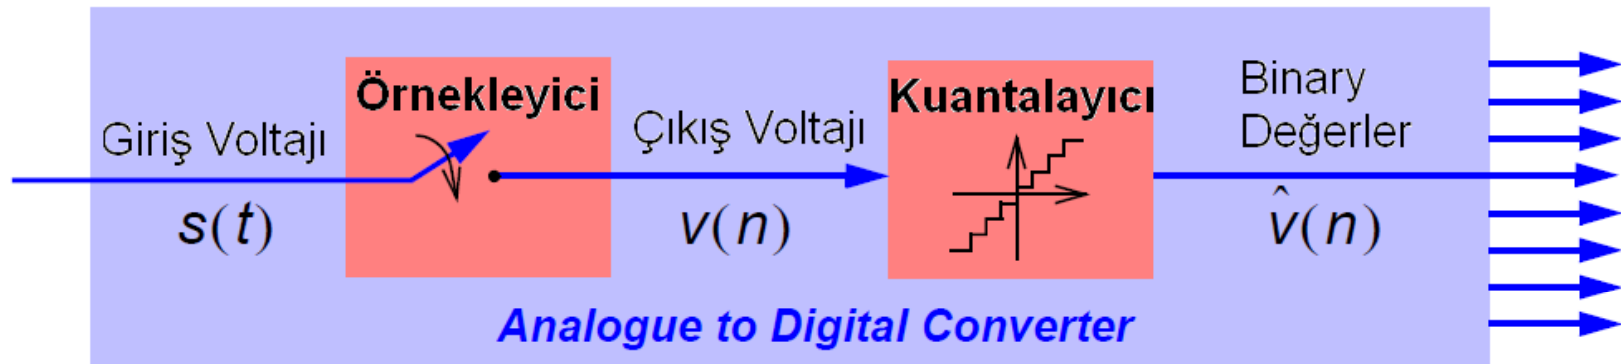 Örnekleyici
Kuantalayıcı
Binary
Değerler
Giriş Voltajı
Çıkış Voltajı
s(t)
v(n)
v̂(n)
Analogue to Digital Converter